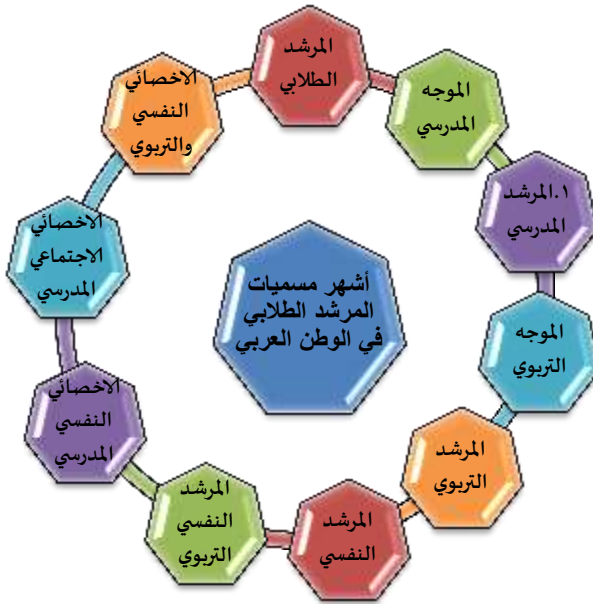 أشهر مسميات
المرشد الطلابي
في الوطن العربي
المرشد
الطلابي
الموجه
المدرسي
١.المرشد
المدرسي
الموجه
التربوي
المرشد
التربوي
المرشد
النفسي
المرشد
النفسي
التربوي
الاخصائي
النفسي
المدرسي
الاخصائي
الاجتماعي
المدرسي
الاخصائي
النفسي
والتربوي